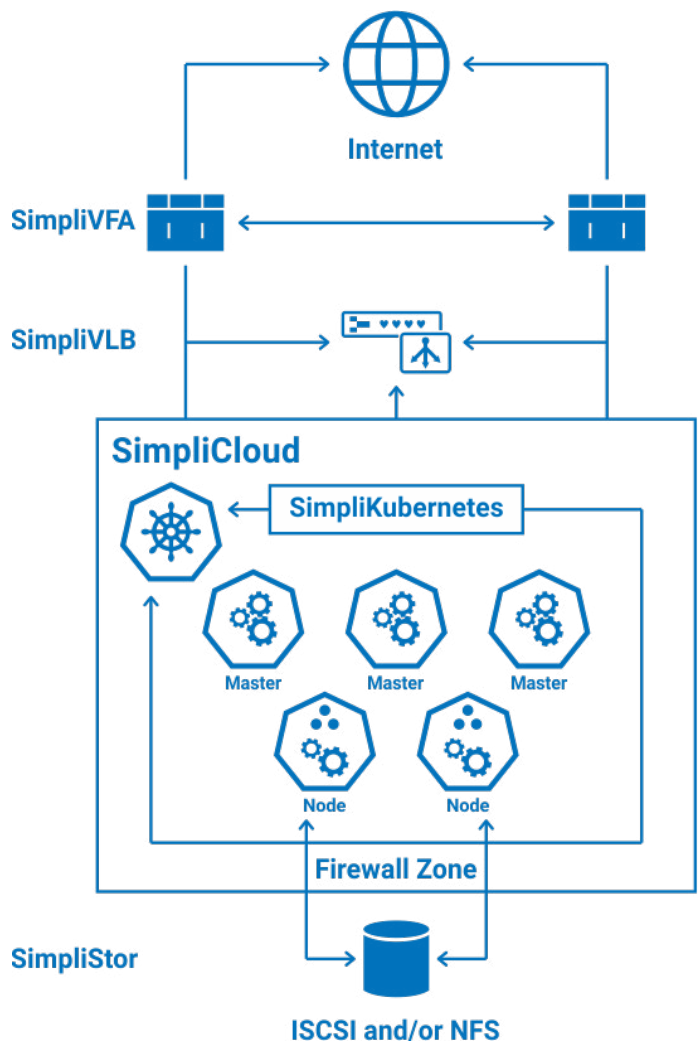 Internet
SimpliVFA
SimpliVLB
SimpliCloud
SimpliKubernetes
Master
Master
Master
Node
Node
Firewall Zone
SimpliStor
ISCSI and/or NFS